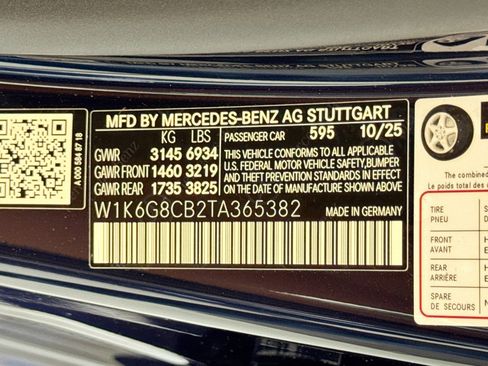 A 000 584 87 18
MFD BY MERCEDES-BENZ AG STUTTGART
KG LBS
PASSENGER CAR 595 10/25
GWR 3145 6934
GAWR FRONT 1460 3219
GAWR REAR 1735 3825
THIS VEHICLE CONFORMS TO ALL APPLICABLE
U.S. FEDERAL MOTOR VEHICLE SAFETY,BUMPER
AND THEFT PREVENTION STANDARDS IN EFFECT
ON THE DATE OF MANUFACTURE SHOWN ABOVE.
W1K6G8CB2TA365382
MADE IN GERMANY
The com
Le poids total des
TIRE
PNEU
FRONT
AVANT
REAR
ARRIÈRE
SPARE
DE SECOURS